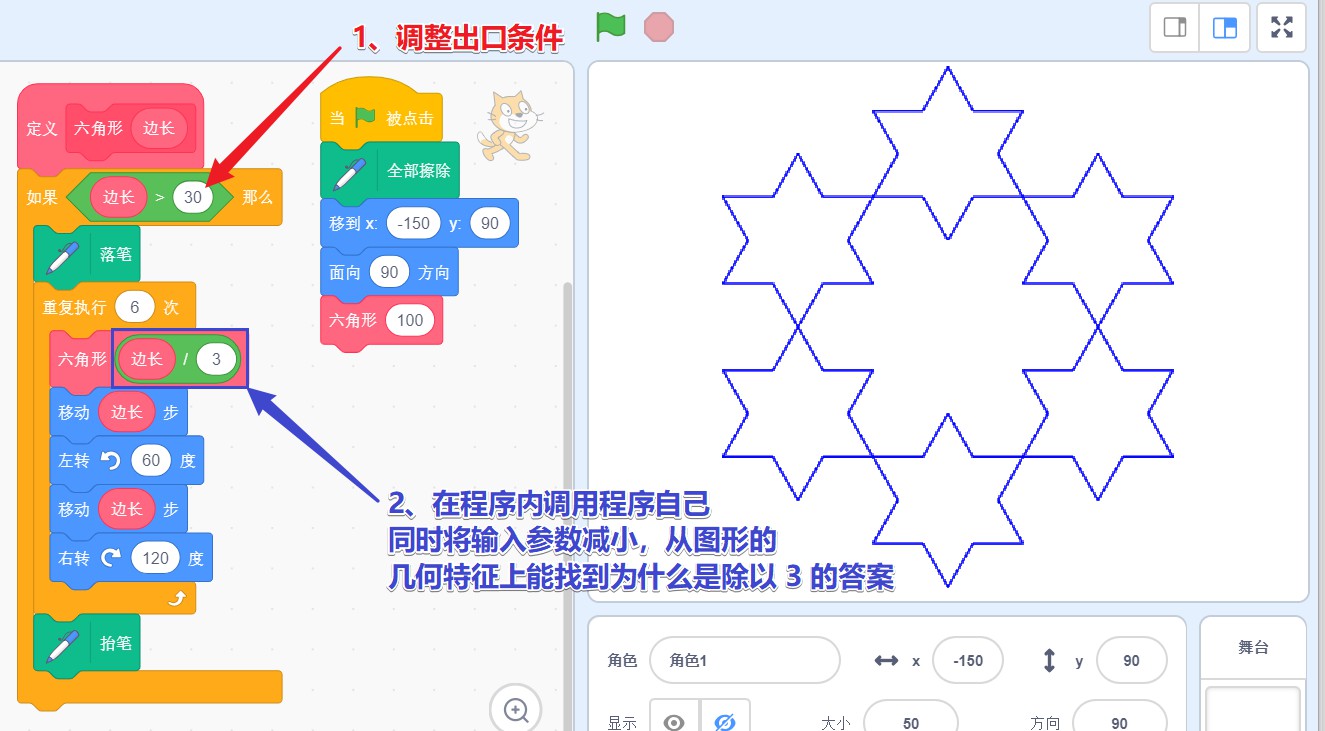 1、调整出口条件
定义 六角形 边长
如果 边长 > 30 那么
落笔
重复执行 6 次
六角形 边长 / 3
移动 边长 步
左转 60 度
移动 边长 步
右转 120 度
抬笔
当 被点击
全部擦除
移到 x: -150 y: 90
面向 90 方向
六角形 100
2、在程序内调用程序自己
同时将输入参数减小，从图形的
几何特征上能找到为什么是除以 3 的答案
角色 角色1 x -150 y 90
显示 大小 50 方向 90
舞台